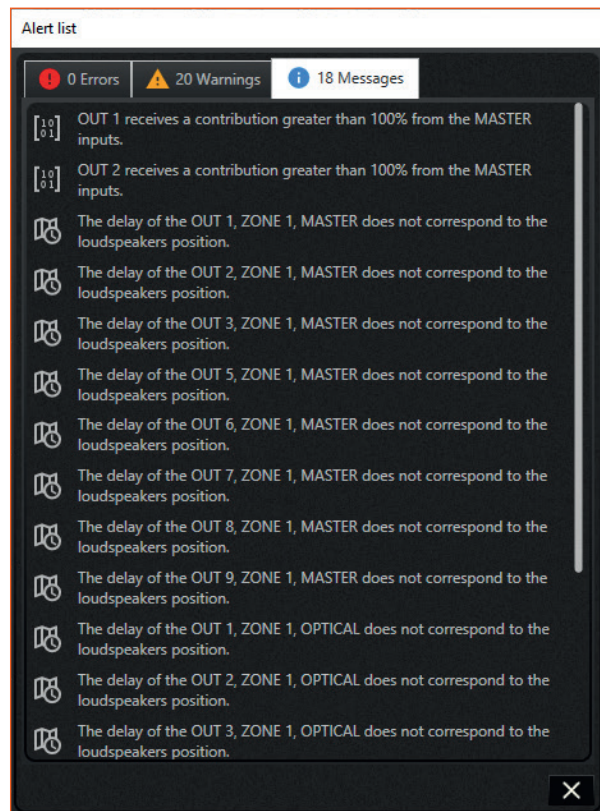 Alert list
0 Errors
20 Warnings
18 Messages
OUT 1 receives a contribution greater than 100% from the MASTER
inputs.
OUT 2 receives a contribution greater than 100% from the MASTER
inputs.
The delay of the OUT 1, ZONE 1, MASTER does not correspond to the
loudspeakers position.
The delay of the OUT 2, ZONE 1, MASTER does not correspond to the
loudspeakers position.
The delay of the OUT 3, ZONE 1, MASTER does not correspond to the
loudspeakers position.
The delay of the OUT 5, ZONE 1, MASTER does not correspond to the
loudspeakers position.
The delay of the OUT 6, ZONE 1, MASTER does not correspond to the
loudspeakers position.
The delay of the OUT 7, ZONE 1, MASTER does not correspond to the
loudspeakers position.
The delay of the OUT 8, ZONE 1, MASTER does not correspond to the
loudspeakers position.
The delay of the OUT 9, ZONE 1, MASTER does not correspond to the
loudspeakers position.
The delay of the OUT 1, ZONE 1, OPTICAL does not correspond to the
loudspeakers position.
The delay of the OUT 2, ZONE 1, OPTICAL does not correspond to the
loudspeakers position.
The delay of the OUT 3, ZONE 1, OPTICAL does not correspond to the
loudspeakers position.